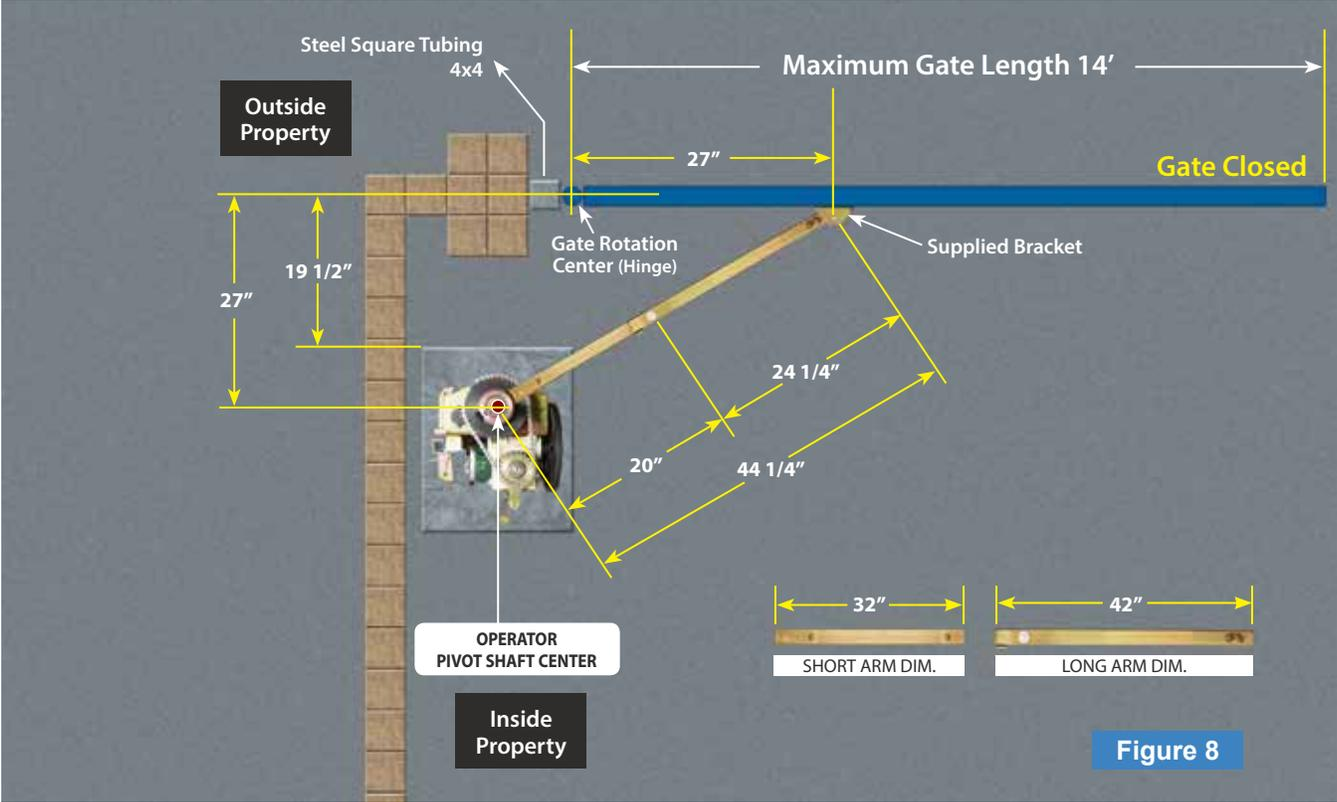 Steel Square Tubing
4x4
Maximum Gate Length 14’
Outside
Property
27”
Gate Closed
Gate Rotation
Center (Hinge)
Supplied Bracket
19 1/2”
27”
24 1/4”
20”
44 1/4”
32”
42”
OPERATOR
PIVOT SHAFT CENTER
SHORT ARM DIM.
LONG ARM DIM.
Inside
Property
Figure 8